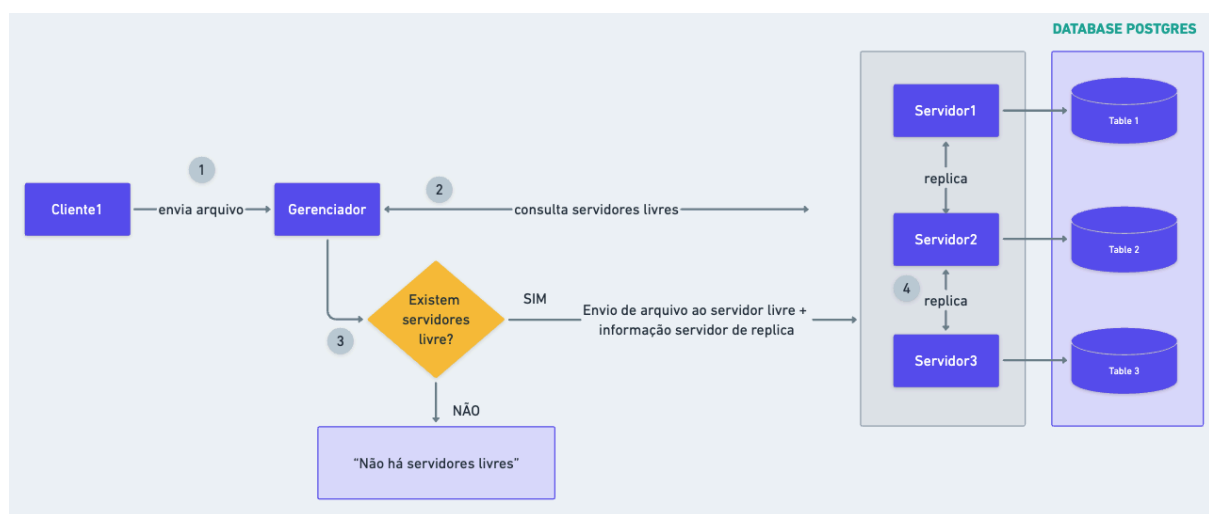 DATABASE POSTGRES
Servidor1
Table 1
1
replica
2
Cliente1
envia arquivo
Gerenciador
consulta servidores livres
Servidor2
Table 2
4
replica
Existem
servidores
livre?
SIM
Envio de arquivo ao servidor livre +
informação servidor de replica
3
Servidor3
Table 3
NÃO
“Não há servidores livres”